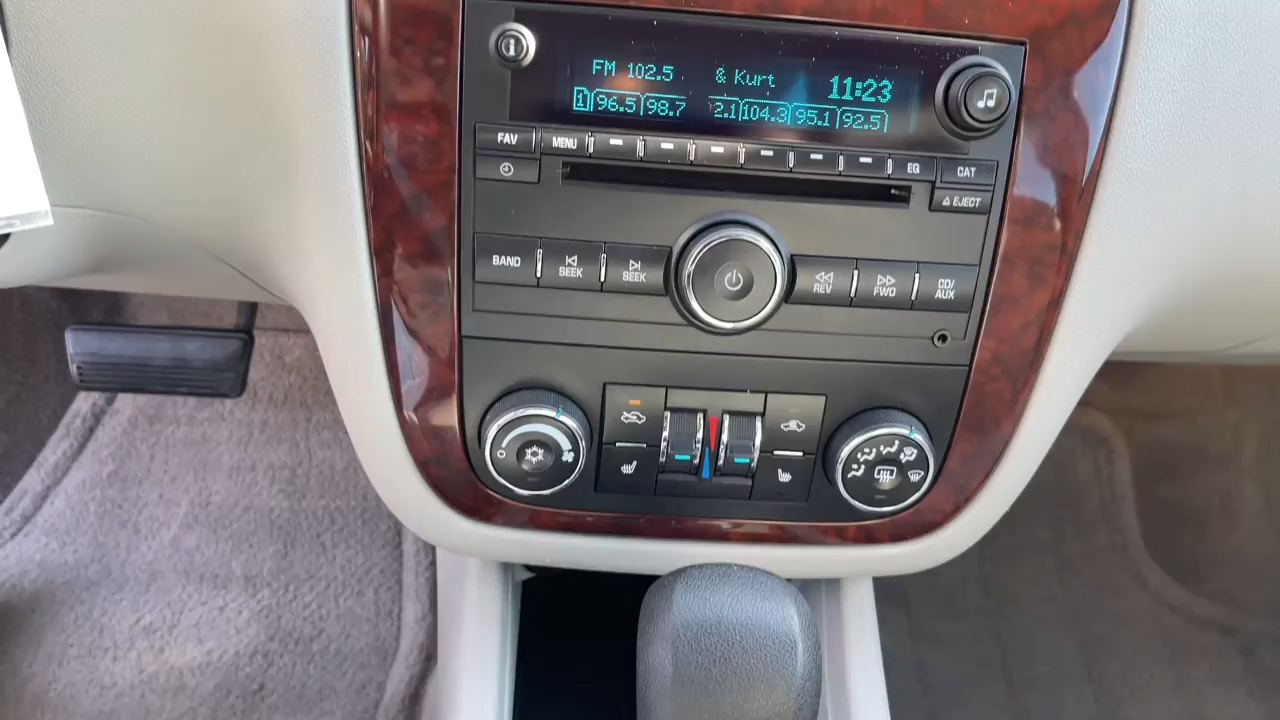 FM 102.5 & Kurt 11:23
1 96.5 98.7 2.1 104.3 95.1 92.5
FAV MENU EQ CAT
EJECT
BAND SEEK SEEK REV FWD CD/
AUX